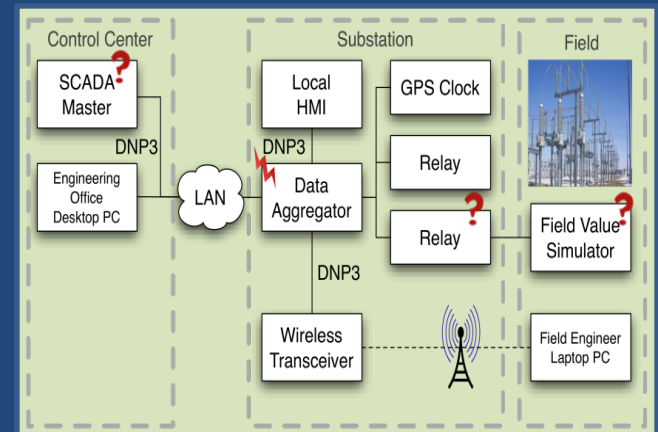 Control Center
SCADA ?
Master
DNP3
Engineering
Office
Desktop PC
LAN
Substation
Local
HMI
DNP3
Data
Aggregator
DNP3
Wireless
Transceiver
GPS Clock
Relay
Relay ?
Field
Field Value ?
Simulator
Field Engineer
Laptop PC